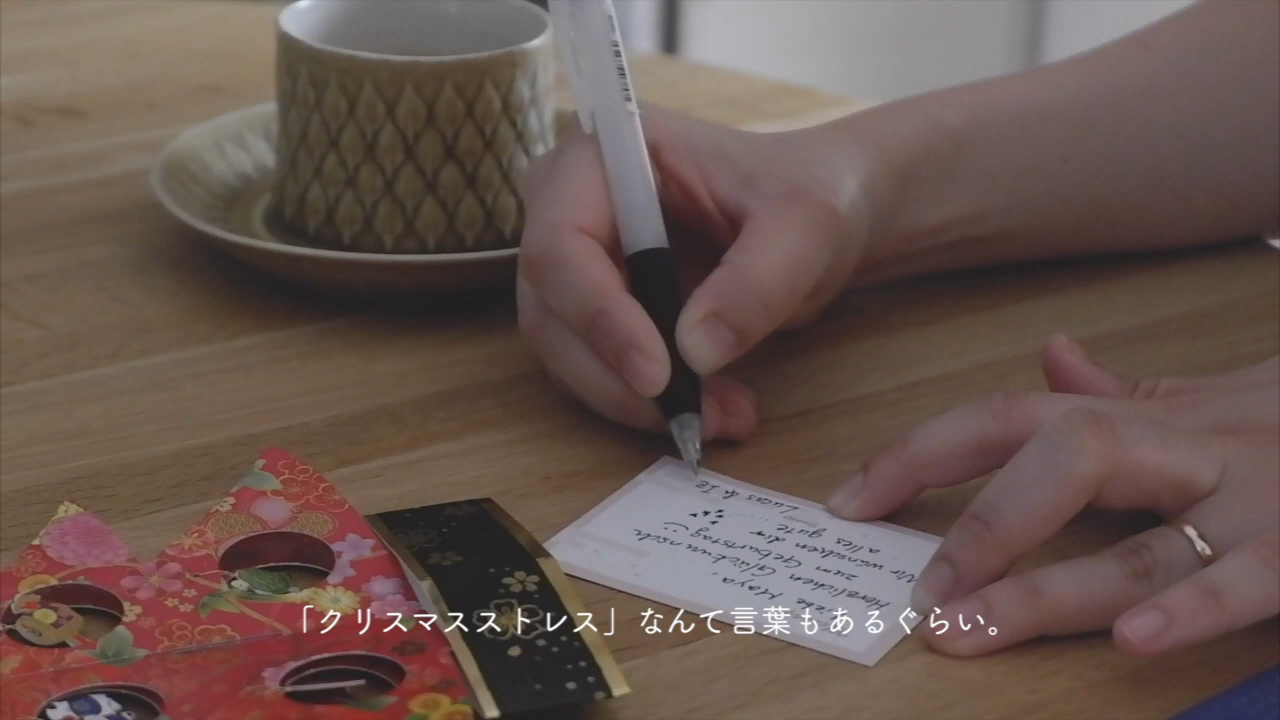 Liebe Maya,
Herzlichen Glückwunsch
zum Geburtstag
Wir wünschen dir
alles gute
Lucas & Iz
「クリスマスストレス」なんて言葉もあるぐらい。